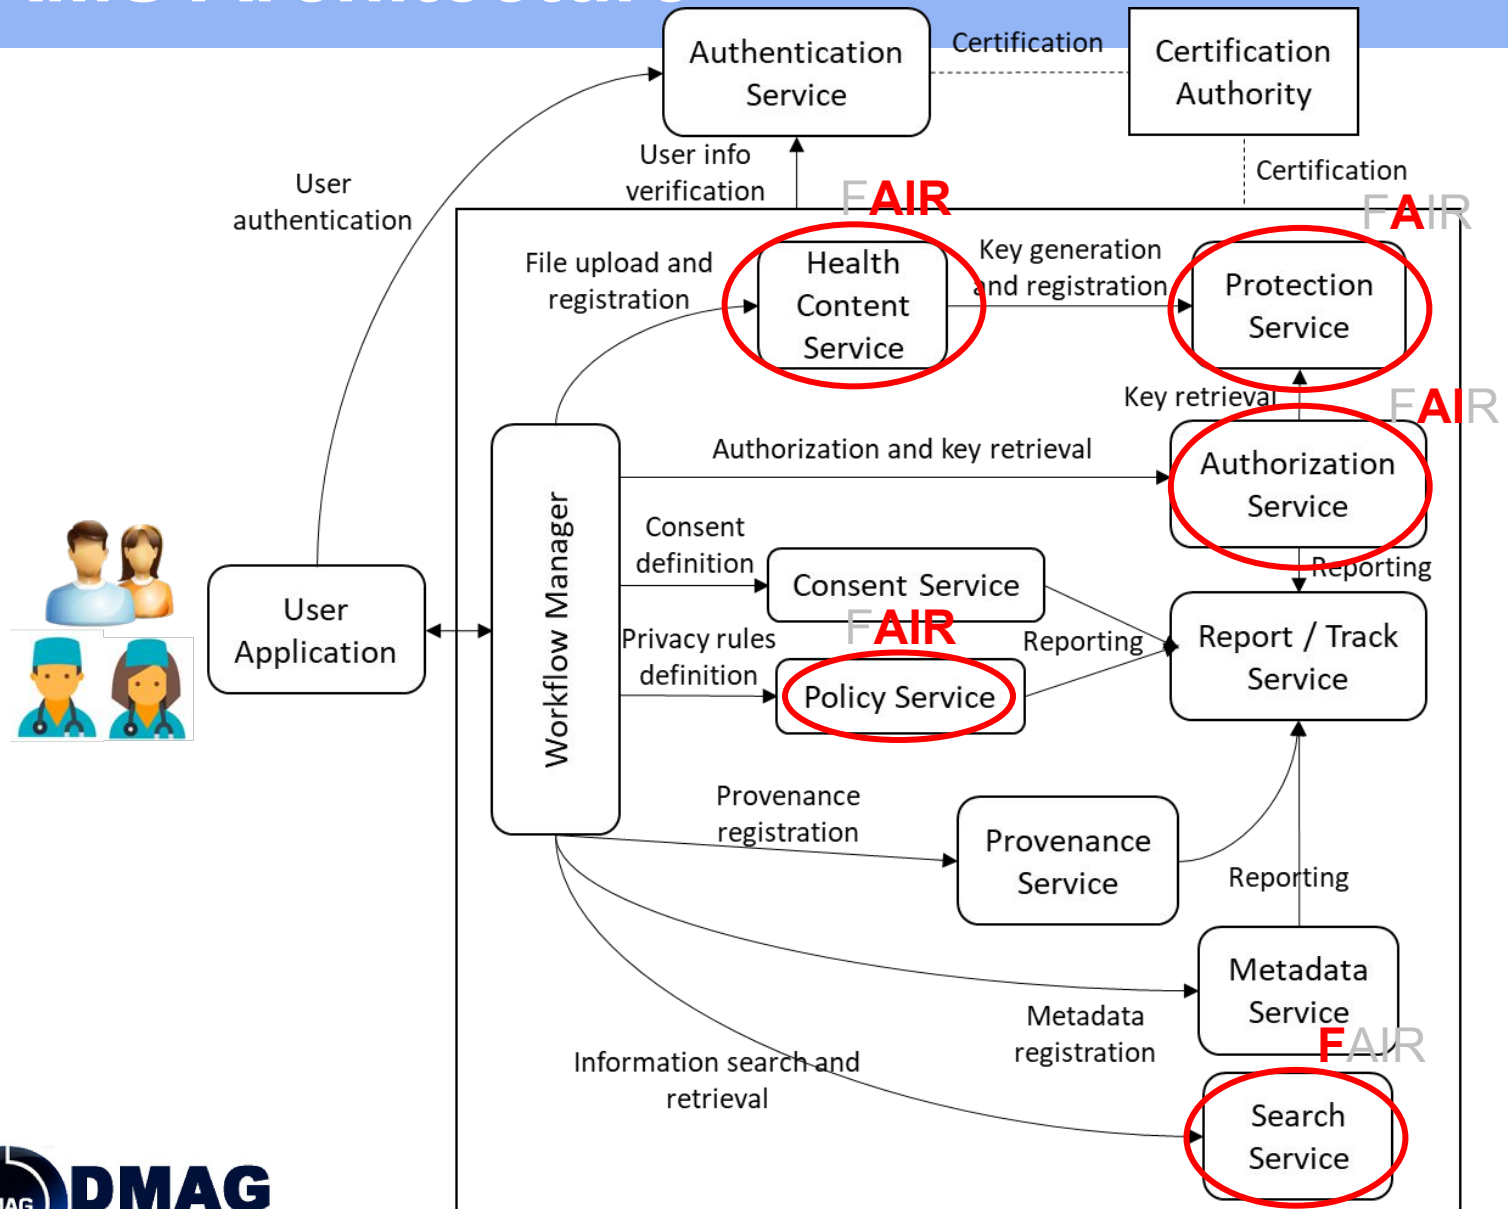 Architecture
Authentication
Service
Certification
Certification
Authority
User info
verification
Certification
User
authentication
FAIR
FAIR
File upload and
registration
Health
Content
Service
Key generation
and registration
Protection
Service
Key retrieval
FAIR
Authorization and key retrieval
Authorization
Service
Workflow Manager
Consent
definition
Consent Service
Reporting
User
Application
FAIR
Privacy rules
definition
Policy Service
Reporting
Report / Track
Service
Provenance
registration
Provenance
Service
Reporting
Metadata
Service
Metadata
registration
FAIR
Information search and
retrieval
Search
Service
DMAG